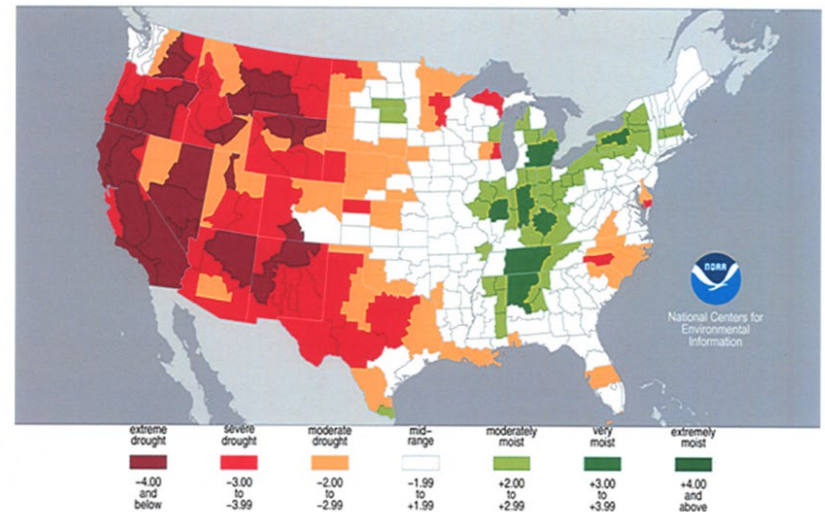 NOAA
National Centers for
Environmental
Information
extreme drought
severe drought
moderate drought
mid-range
moderately moist
very moist
extremely moist
−4.00 and below
−3.00 to −3.99
−2.00 to −2.99
−1.99 to +1.99
+2.00 to +2.99
+3.00 to +3.99
+4.00 and above